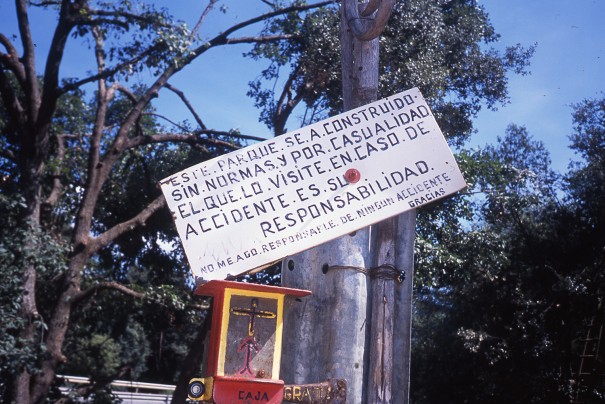 ESTE.PARQUE.SE.A.CONSTRUIDO.
SIN.NORMAS.Y.POR.CASUALIDAD
EL.QUE.LO.VISITE.EN.CASO.DE
ACCIDENTE.ES.SU
RESPONSABILIDAD.
NO.ME.AGO.RESPONSABLE.DE.NINGUN.ACCIDENTE
GRACIAS
CAJA